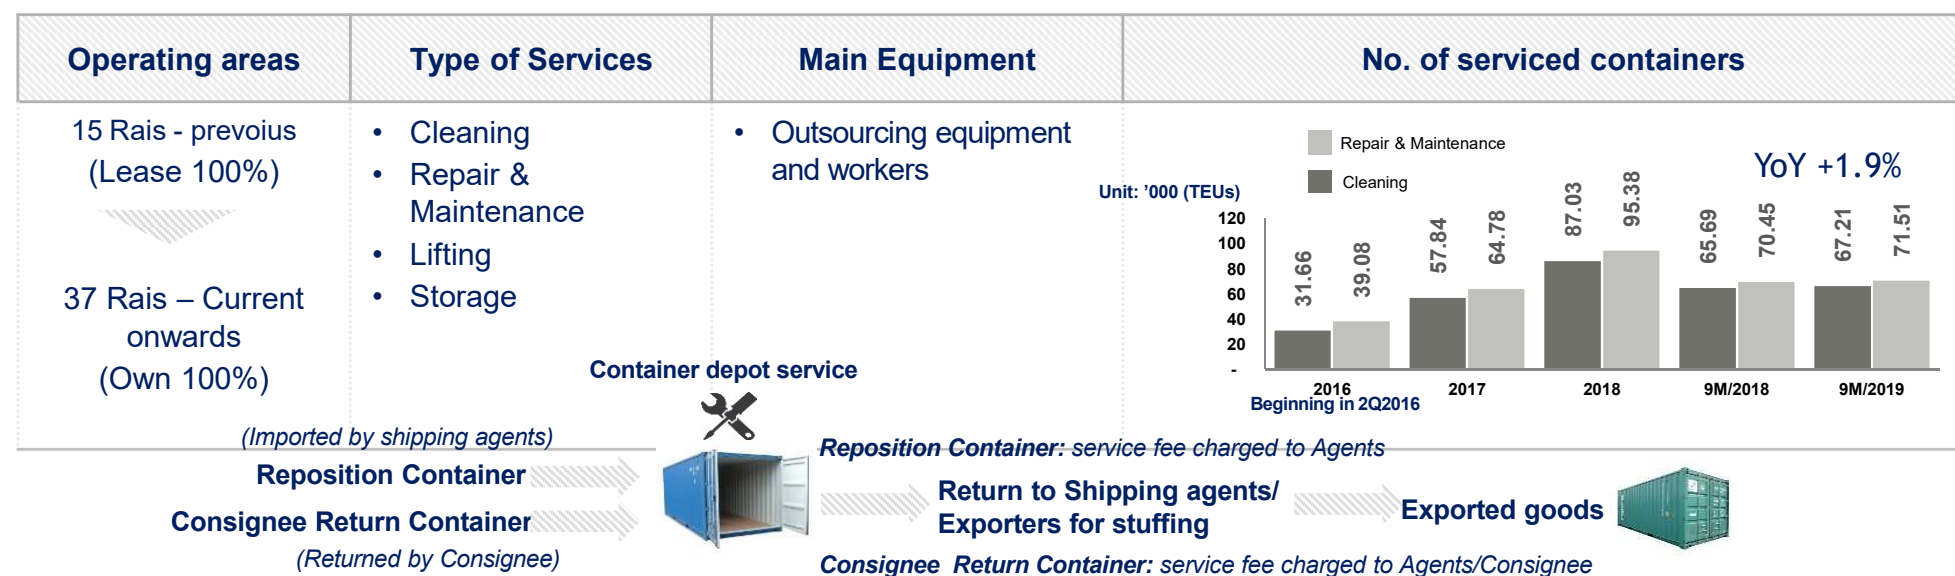 Operating areas
Type of Services
Main Equipment
No. of serviced containers
15 Rais - prevoius
(Lease 100%)
37 Rais – Current
onwards
(Own 100%)
• Cleaning
• Repair &
Maintenance
• Lifting
• Storage
• Outsourcing equipment
and workers
Repair & Maintenance
Cleaning
YoY +1.9%
Unit: ’000 (TEUs)
120
100
80
60
40
20
-
31.66
39.08
57.84
64.78
87.03
95.38
65.69
70.45
67.21
71.51
2016
2017
2018
9M/2018
9M/2019
Beginning in 2Q2016
Container depot service
(Imported by shipping agents)
Reposition Container
Consignee Return Container
(Returned by Consignee)
Reposition Container: service fee charged to Agents
Return to Shipping agents/
Exporters for stuffing
Exported goods
Consignee Return Container: service fee charged to Agents/Consignee